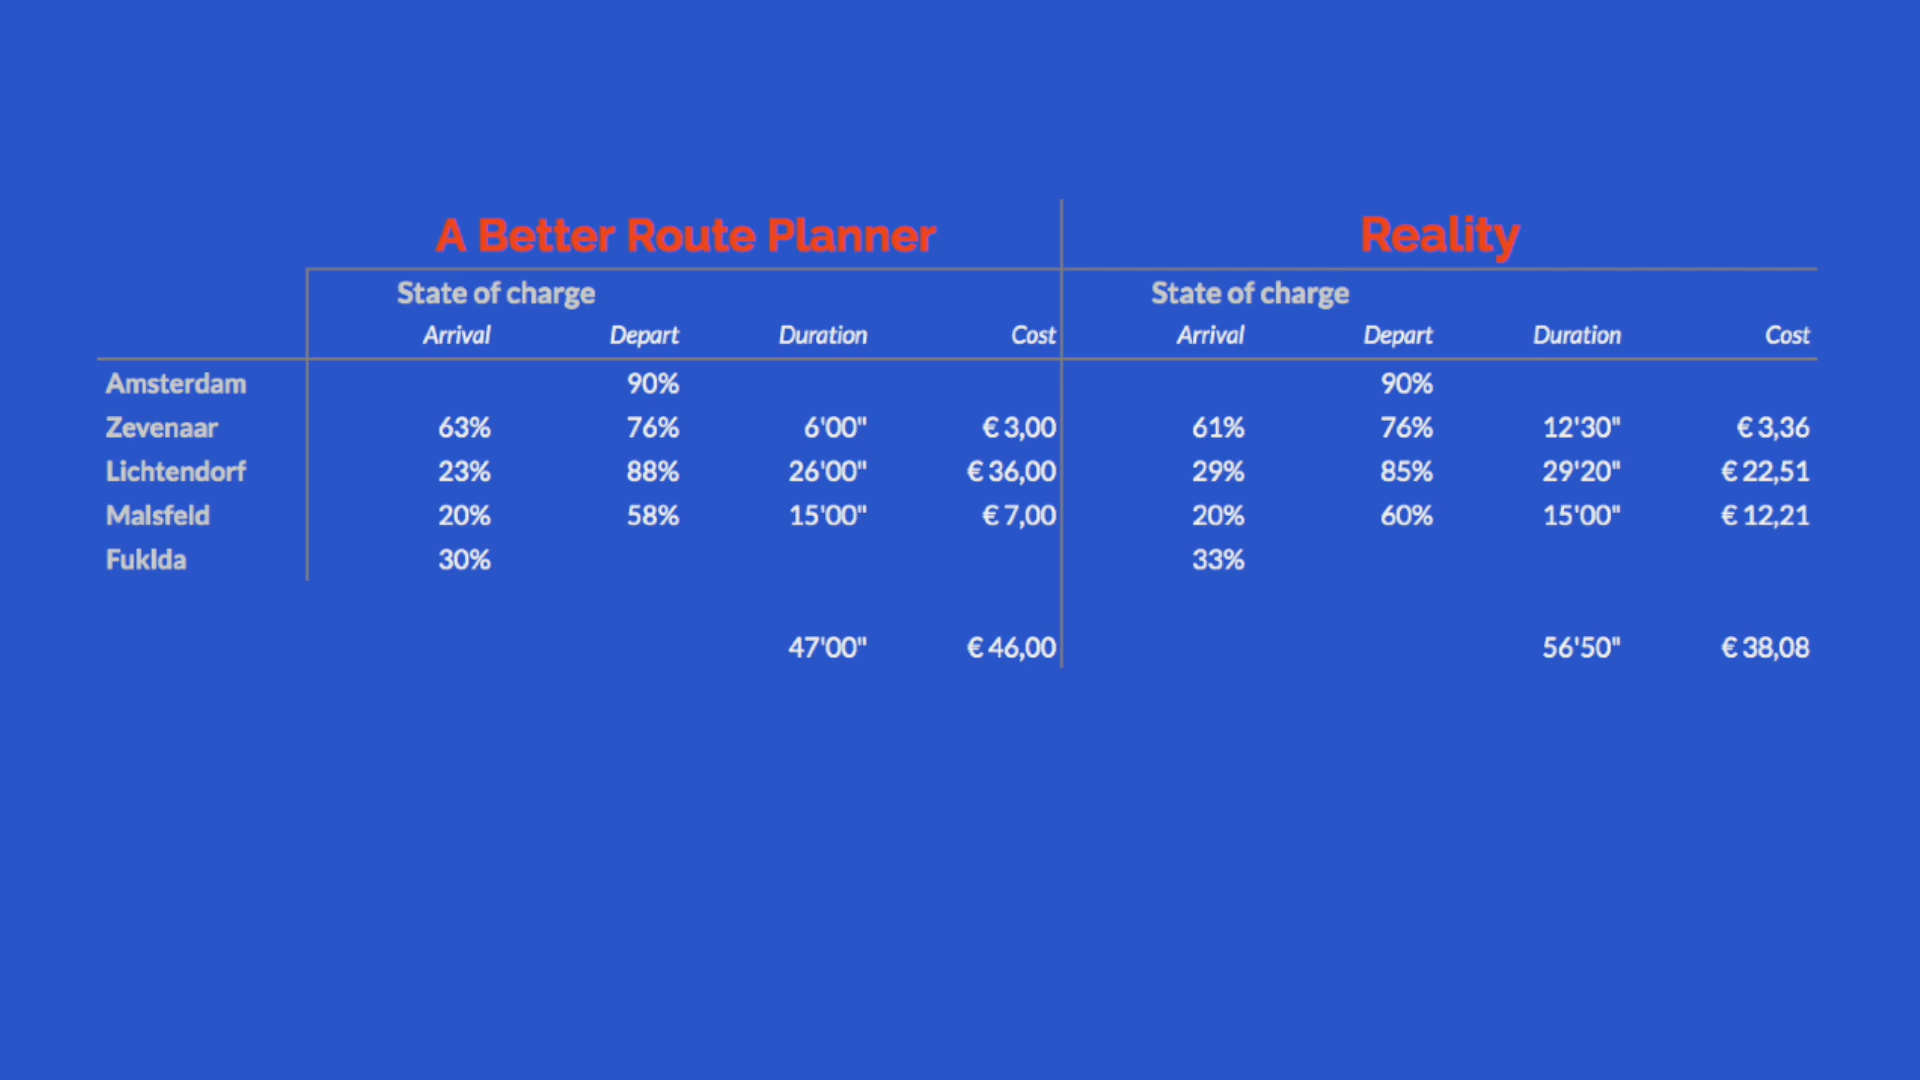 A Better Route Planner Reality
State of charge State of charge
Arrival Depart Duration Cost Arrival Depart Duration Cost
Amsterdam 90% 90%
Zevenaar 63% 76% 6'00" € 3,00 61% 76% 12'30" € 3,36
Lichtendorf 23% 88% 26'00" € 36,00 29% 85% 29'20" € 22,51
Malsfeld 20% 58% 15'00" € 7,00 20% 60% 15'00" € 12,21
Fuklda 30% 33%
47'00" € 46,00 56'50" € 38,08